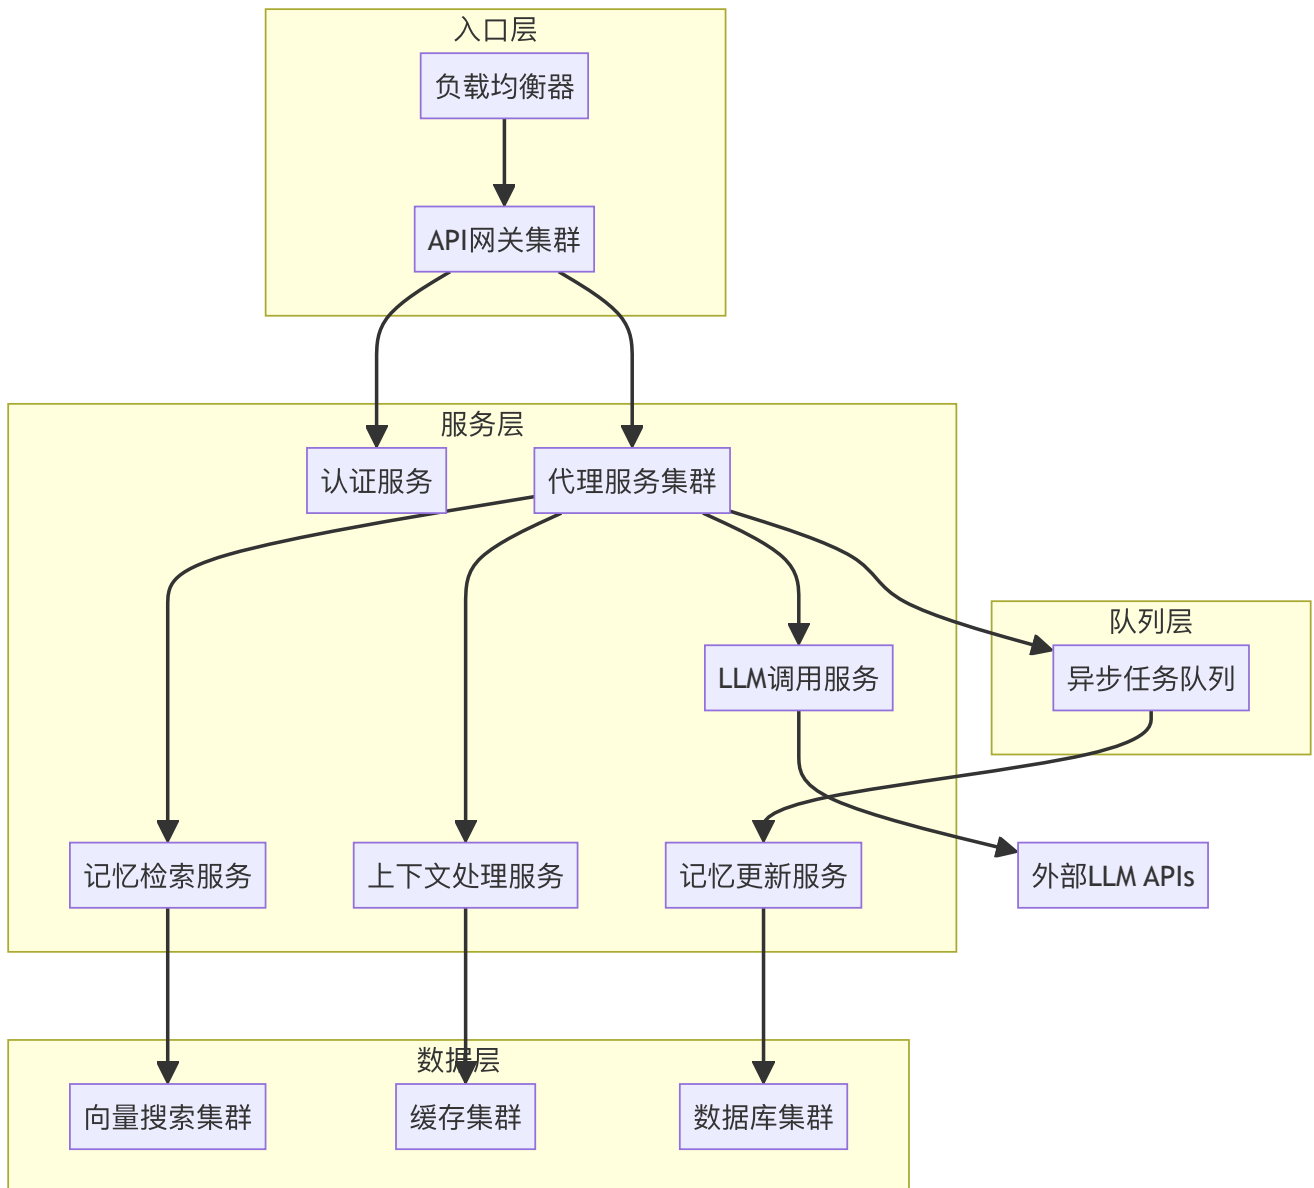 入口层
负载均衡器
API网关集群
服务层
认证服务
代理服务集群
队列层
LLM调用服务
异步任务队列
记忆检索服务
上下文处理服务
记忆更新服务
外部LLM APIs
数据层
向量搜索集群
缓存集群
数据库集群